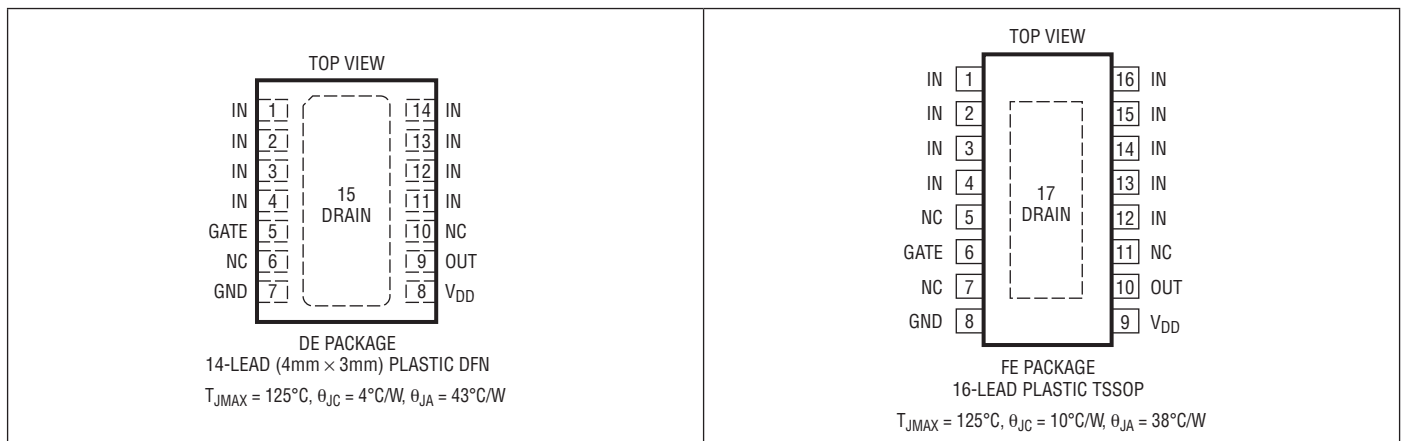 TOP VIEW
IN 1 14 IN
IN 2 13 IN
IN 3 12 IN
IN 4 11 IN
15
DRAIN
GATE 5 10 NC
NC 6 9 OUT
GND 7 8 VDD
DE PACKAGE
14-LEAD (4mm × 3mm) PLASTIC DFN
TJMAX = 125°C, θJC = 4°C/W, θJA = 43°C/W
TOP VIEW
IN 1 16 IN
IN 2 15 IN
IN 3 14 IN
IN 4 13 IN
17
DRAIN
NC 5 12 IN
GATE 6 11 NC
NC 7 10 OUT
GND 8 9 VDD
FE PACKAGE
16-LEAD PLASTIC TSSOP
TJMAX = 125°C, θJC = 10°C/W, θJA = 38°C/W